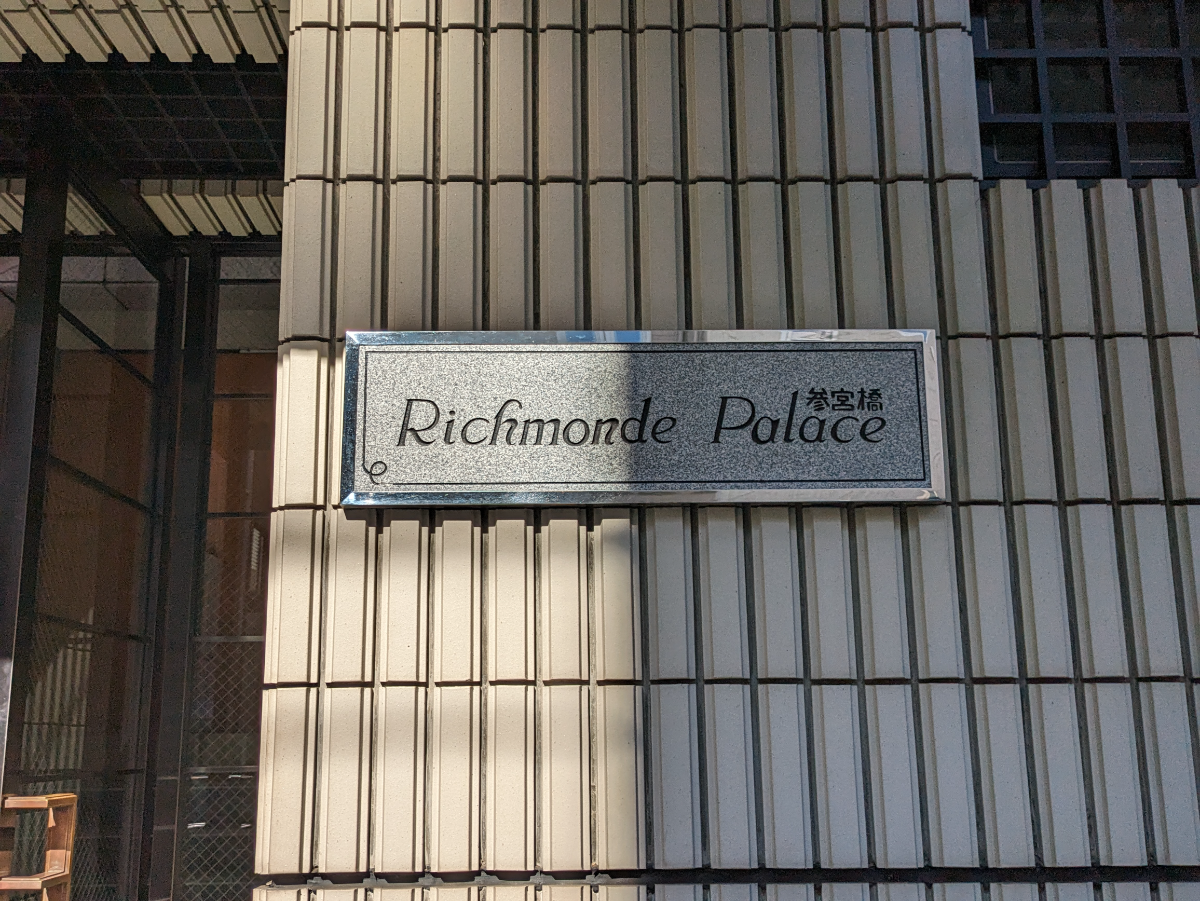 Richmonde Palace 参宮橋